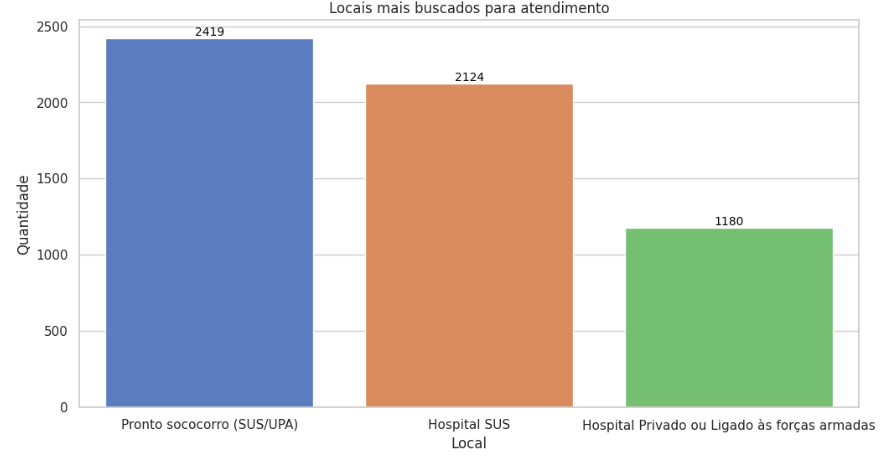 Locais mais buscados para atendimento
2500
2000
1500
1000
500
0
Quantidade
2419
2124
1180
Pronto sococorro (SUS/UPA)
Hospital SUS
Hospital Privado ou Ligado às forças armadas
Local